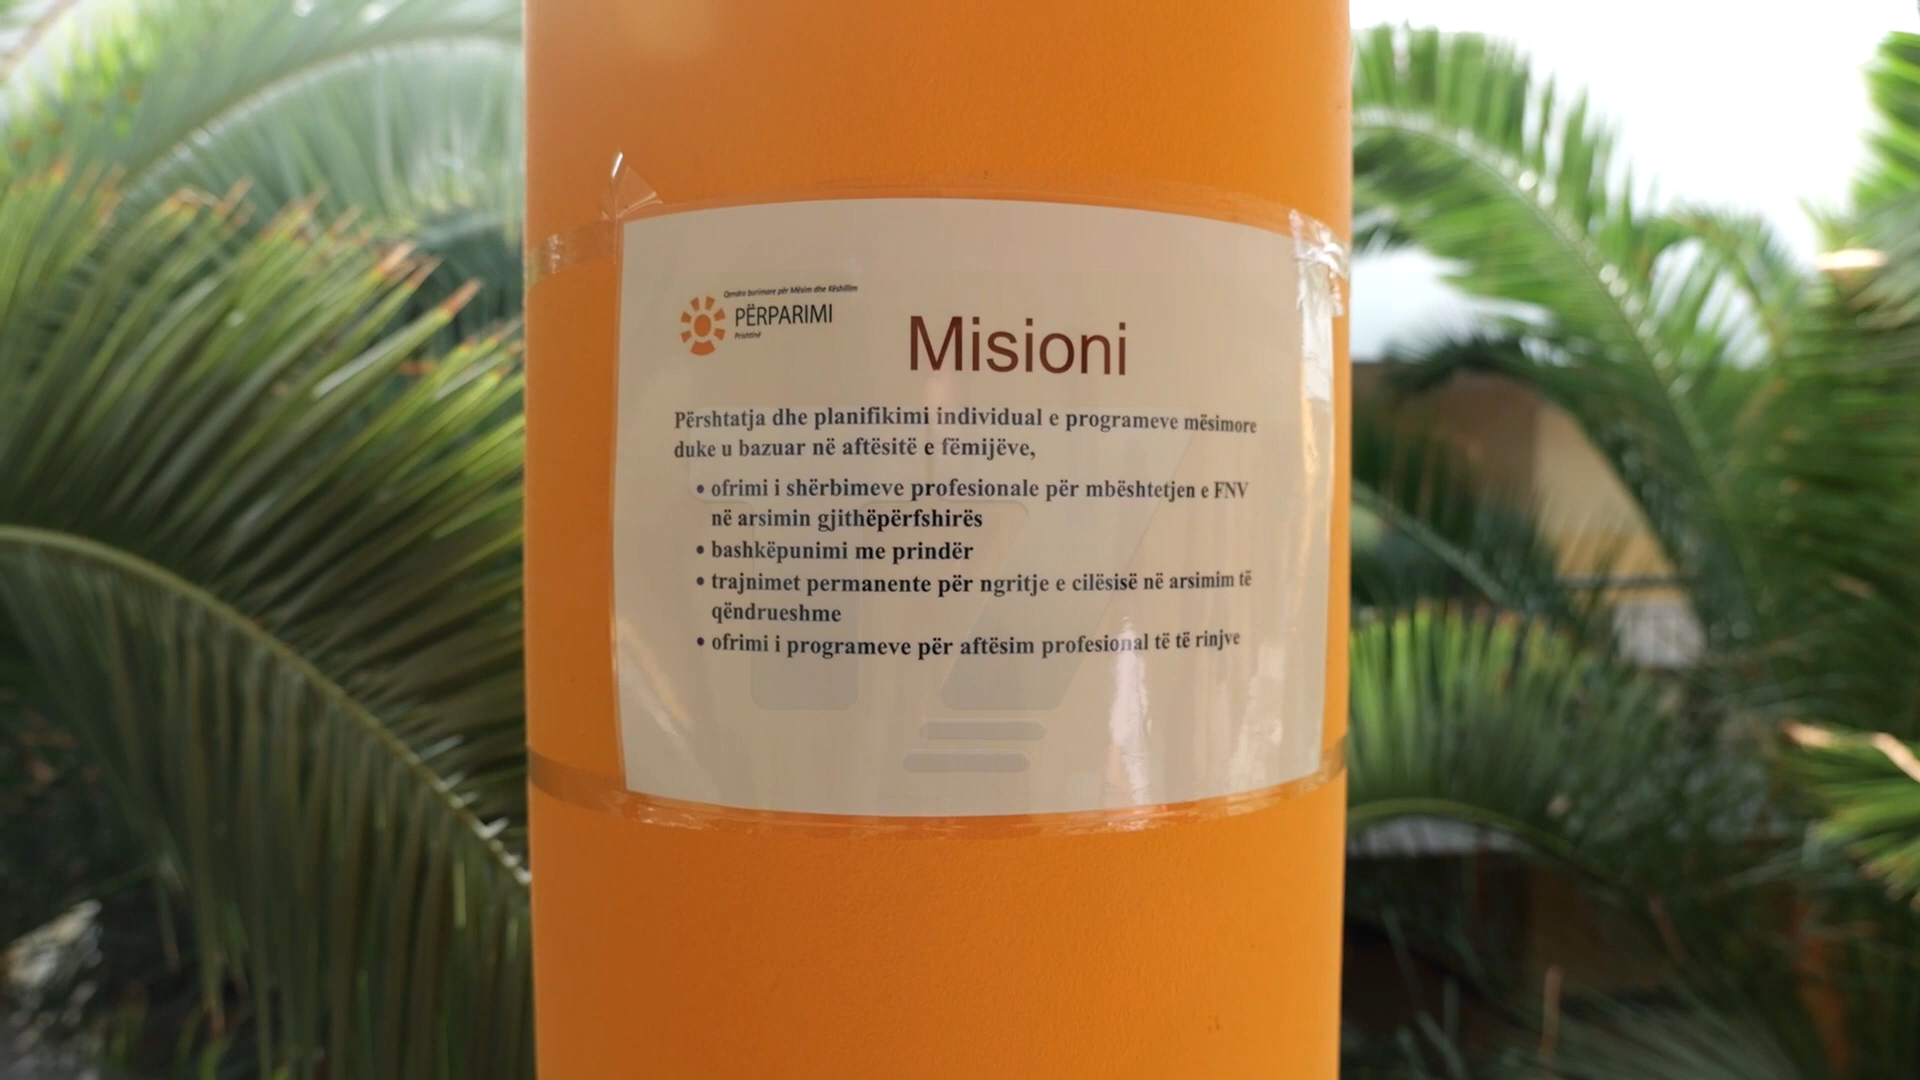 Qendra burimore për Mësim dhe Këshillim
PËRPARIMI
Prishtinë
Misioni
Përshtatja dhe planifikimi individual e programeve mësimore
duke u bazuar në aftësitë e fëmijëve,
• ofrimi i shërbimeve profesionale për mbështetjen e FNV
në arsimin gjithëpërfshirës
• bashkëpunimi me prindër
• trajnimet permanente për ngritje e cilësisë në arsimim të
qëndrueshme
• ofrimi i programeve për aftësim profesional të të rinjve